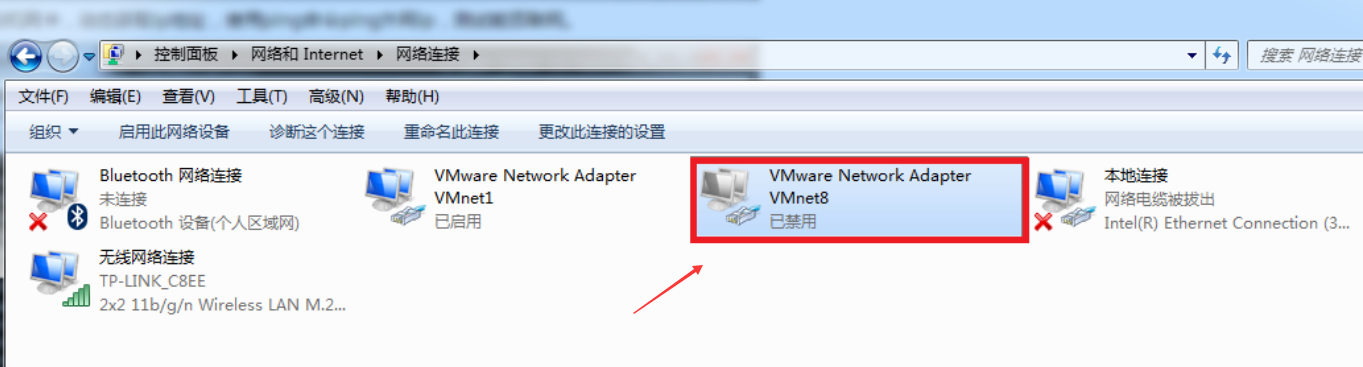 控制面板 ▸ 网络和 Internet ▸ 网络连接 ▸
搜索 网络连接
文件(F) 编辑(E) 查看(V) 工具(T) 高级(N) 帮助(H)
组织 启用此网络设备 诊断这个连接 重命名此连接 更改此连接的设置
Bluetooth 网络连接
未连接
Bluetooth 设备(个人区域网)
VMware Network Adapter
VMnet1
已启用
VMware Network Adapter
VMnet8
已禁用
本地连接
网络电缆被拔出
Intel(R) Ethernet Connection (3...
无线网络连接
TP-LINK_C8EE
2x2 11b/g/n Wireless LAN M.2...